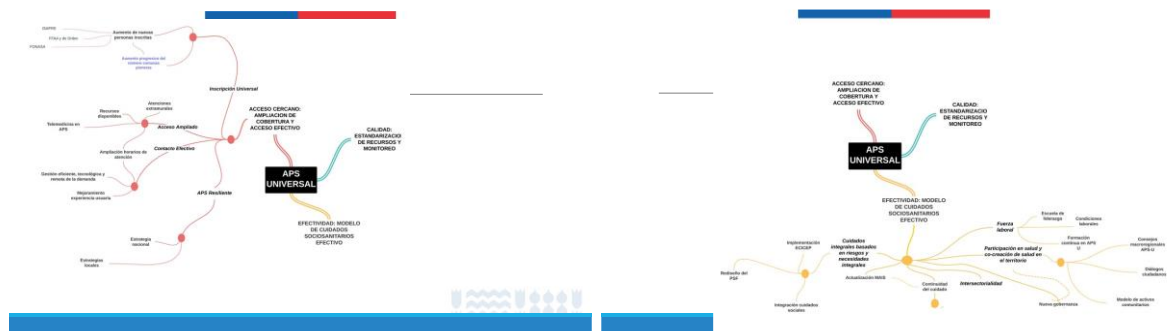 Aumento de nuevas
personas inscritas
Aumento progresivo del
Inscripción Universal
ACCESO CERCANO:
AMPLIACION DE
COBERTURA Y
ACCESO EFECTIVO
Atenciones
extramurales
Recursos
disponibles
Telemedicina en
APS
Acceso Ampliado
Ampliación horarios de
atención
Contacto Efectivo
Gestión eficiente, tecnológica y
remota de la demanda
Mejoramiento
experiencia usuaria
APS Resiliente
Estrategia
nacional
Estrategias
locales
CALIDAD:
ESTANDARIZACIO
DE RECURSOS Y
MONITOREO
APS
UNIVERSAL
EFECTIVIDAD: MODELO
DE CUIDADOS
SOCIOSANITARIOS
EFECTIVO
ACCESO CERCANO:
AMPLIACION DE
COBERTURA Y
ACCESO EFECTIVO
CALIDAD:
ESTANDARIZACIO
DE RECURSOS Y
MONITOREO
APS
UNIVERSAL
EFECTIVIDAD: MODELO
DE CUIDADOS
SOCIOSANITARIOS
EFECTIVO
Fuerza
laboral
Escuela de
liderazgo
Condiciones
laborales
Formación
continua en APS
U
Participación en salud y
co-creación de salud en
el territorio
Consejos
macroregionales
APS-U
Diálogos
ciudadanos
Modelo de activos
comunitarios
Nueva gobernanza
Intersectorialidad
Continuidad
del cuidado
Actualización MAIS
Cuidados
integrales basados
en riesgos y
necesidades
integrales
Implementación
ECICEP
Rediseño del
PSF
Integración cuidados
sociales